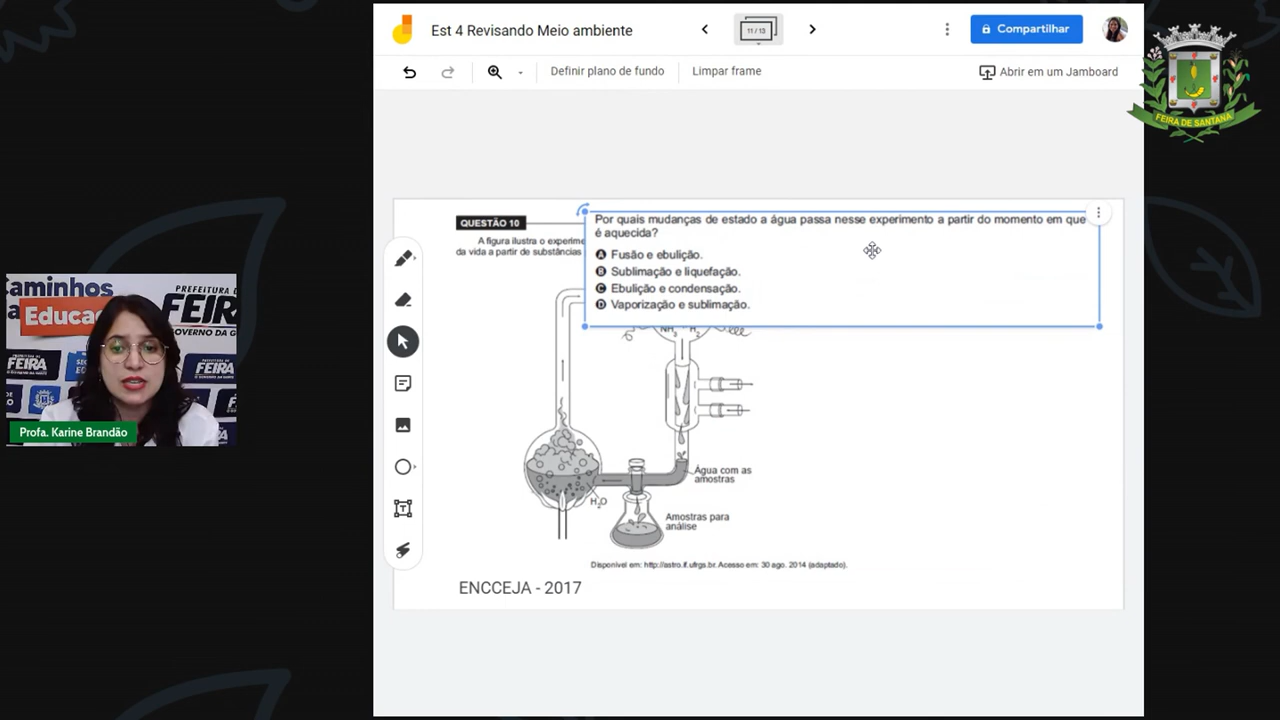 Est 4 Revisando Meio ambiente
11 / 13
Compartilhar
Definir plano de fundo
Limpar frame
Abrir em um Jamboard
FEIRA DE SANTANA
QUESTÃO 10
A figura ilustra o experime
da vida a partir de substâncias
Por quais mudanças de estado a água passa nesse experimento a partir do momento em que
é aquecida?
A Fusão e ebulição.
B Sublimação e liquefação.
C Ebulição e condensação.
D Vaporização e sublimação.
NH3 H2
H2O
Água com as
amostras
Amostras para
análise
Disponível em: http://astro.if.ufrgs.br. Acesso em: 30 ago. 2014 (adaptado).
ENCCEJA - 2017
aminhos
Educa
PREFEITURA DE
FEIRA
GOVERNO DA
FEIRA
FEIRA
Profa. Karine Brandão